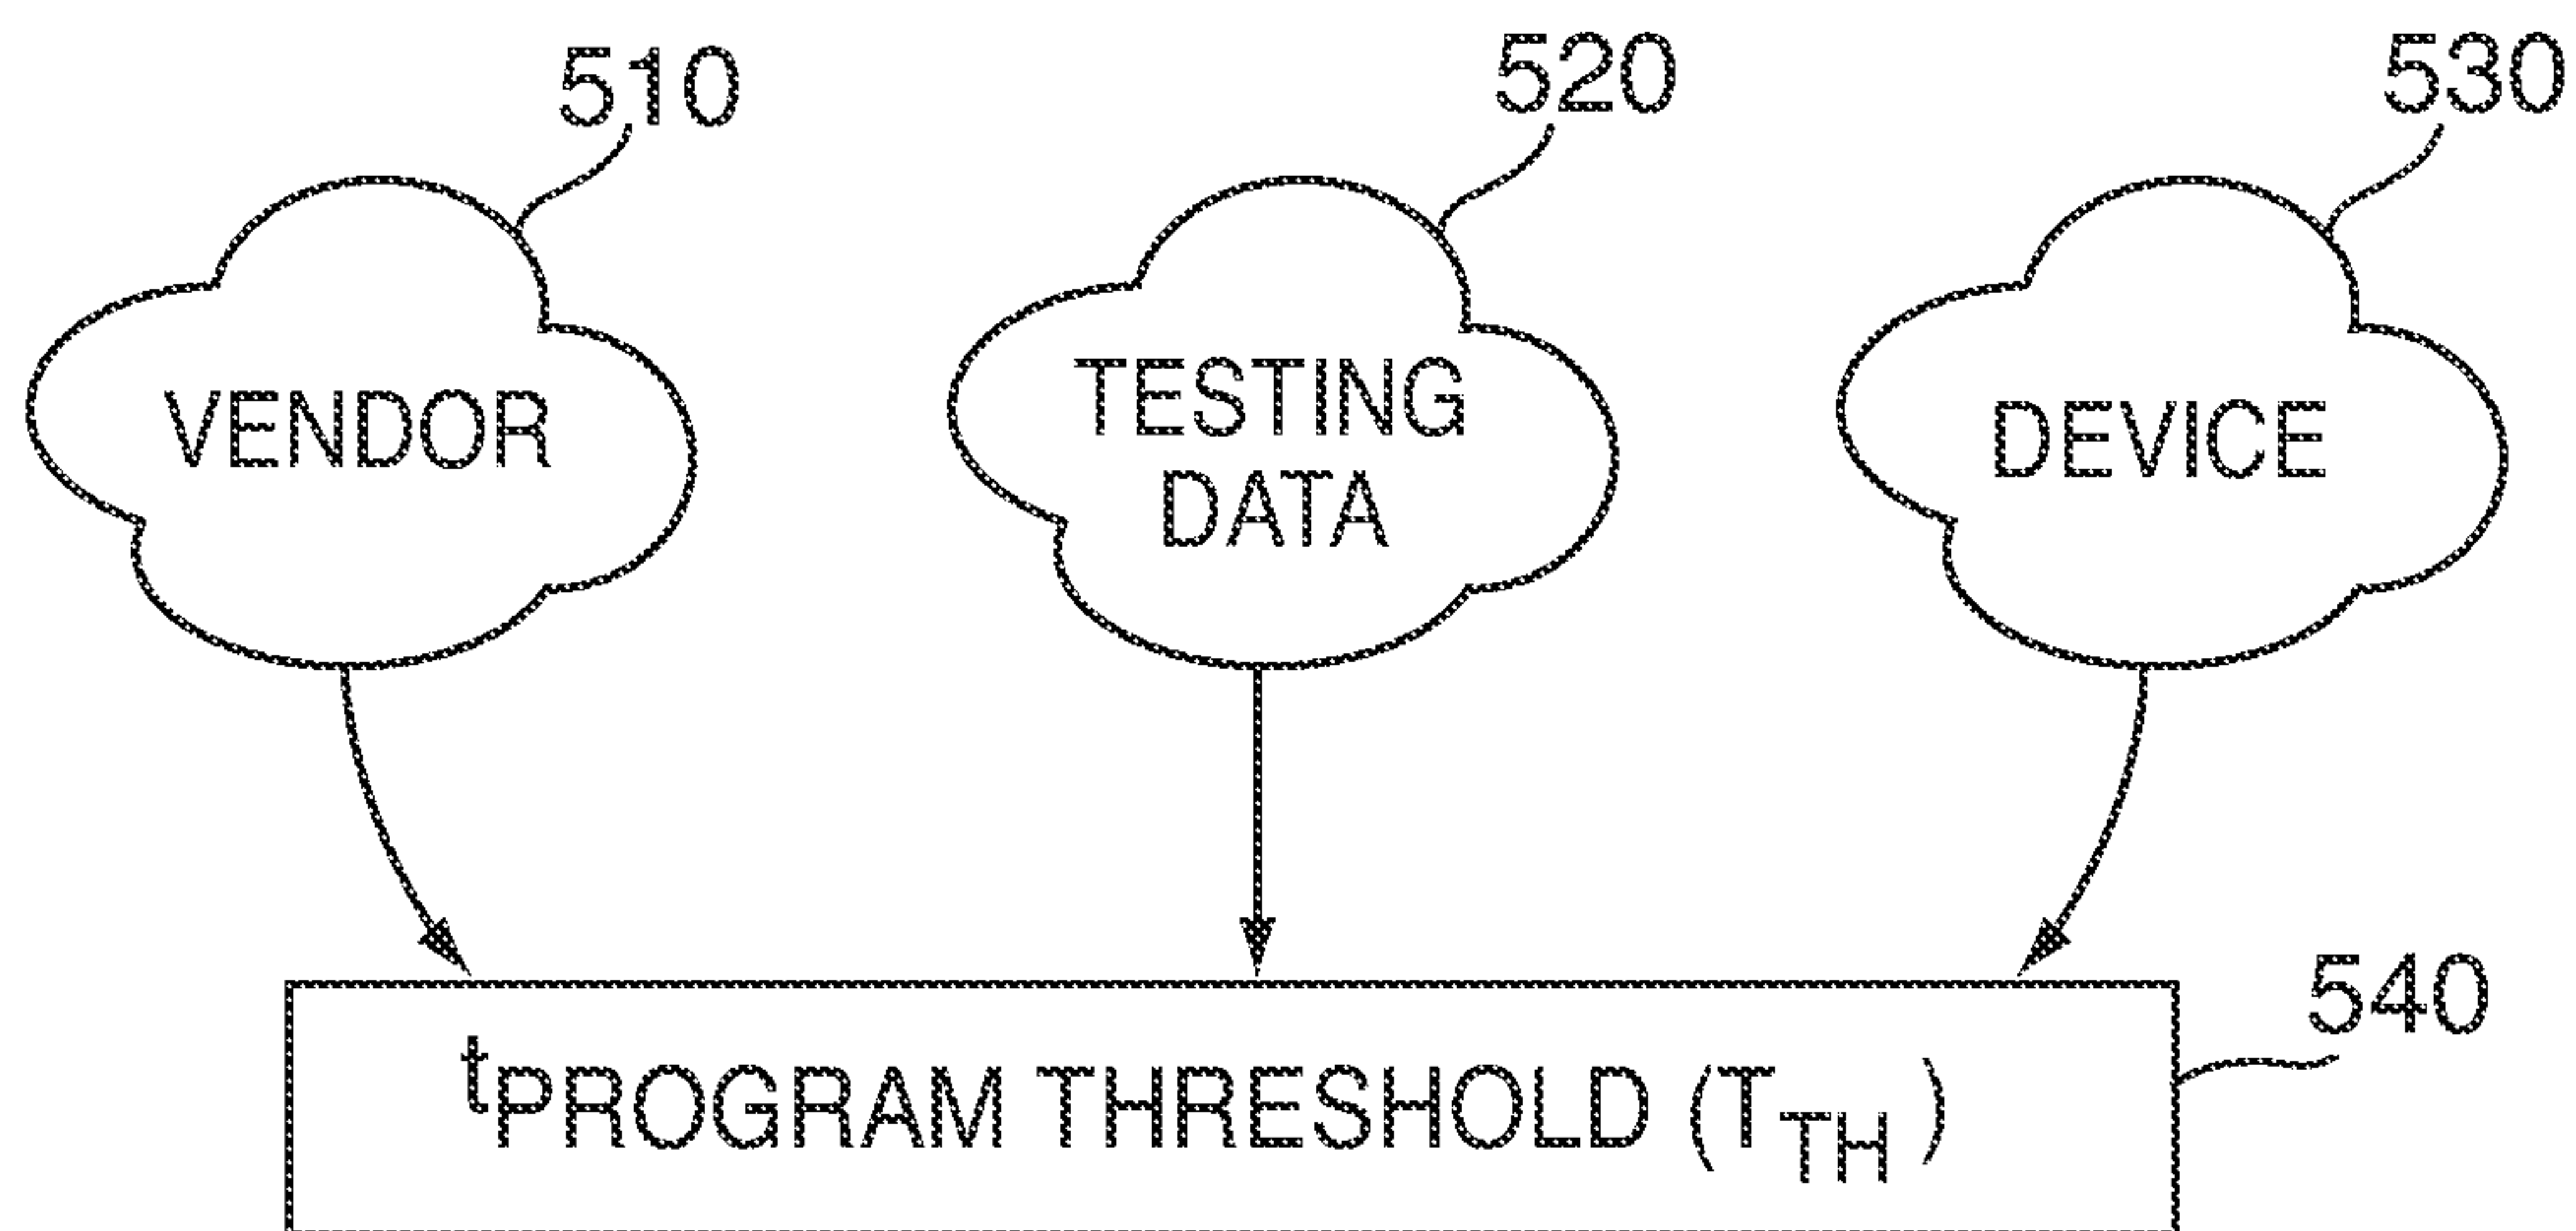 510
520
530
VENDOR
TESTING
DATA
DEVICE
540
tPROGRAM THRESHOLD (TTH)